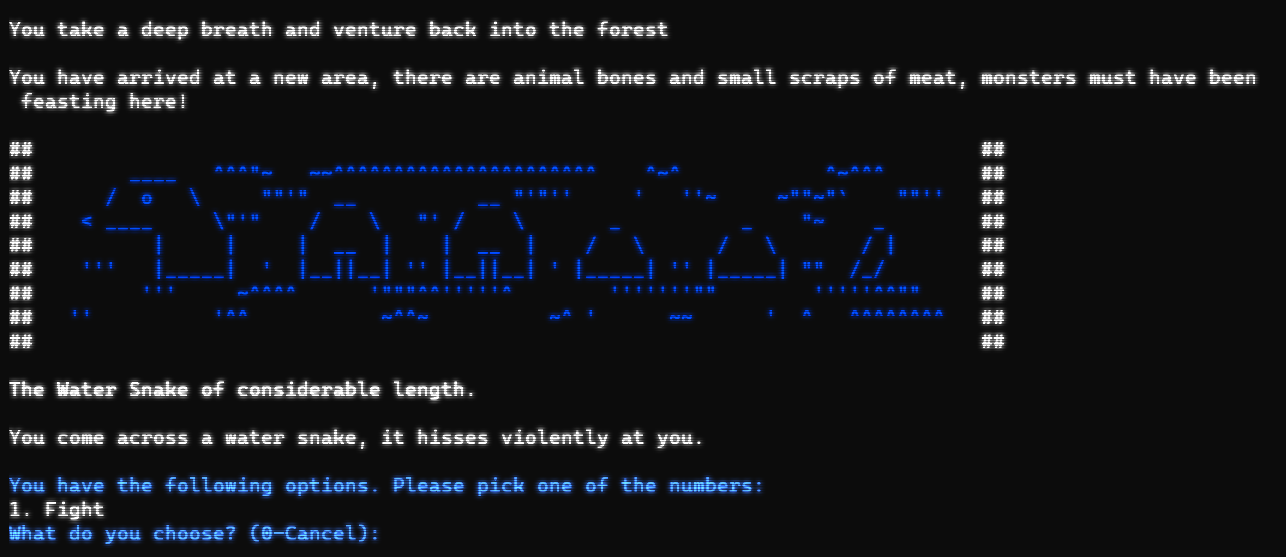 You take a deep breath and venture back into the forest
You have arrived at a new area, there are animal bones and small scraps of meat, monsters must have been
feasting here!
The Water Snake of considerable length.
You come across a water snake, it hisses violently at you.
You have the following options. Please pick one of the numbers:
1. Fight
What do you choose? (0-Cancel):